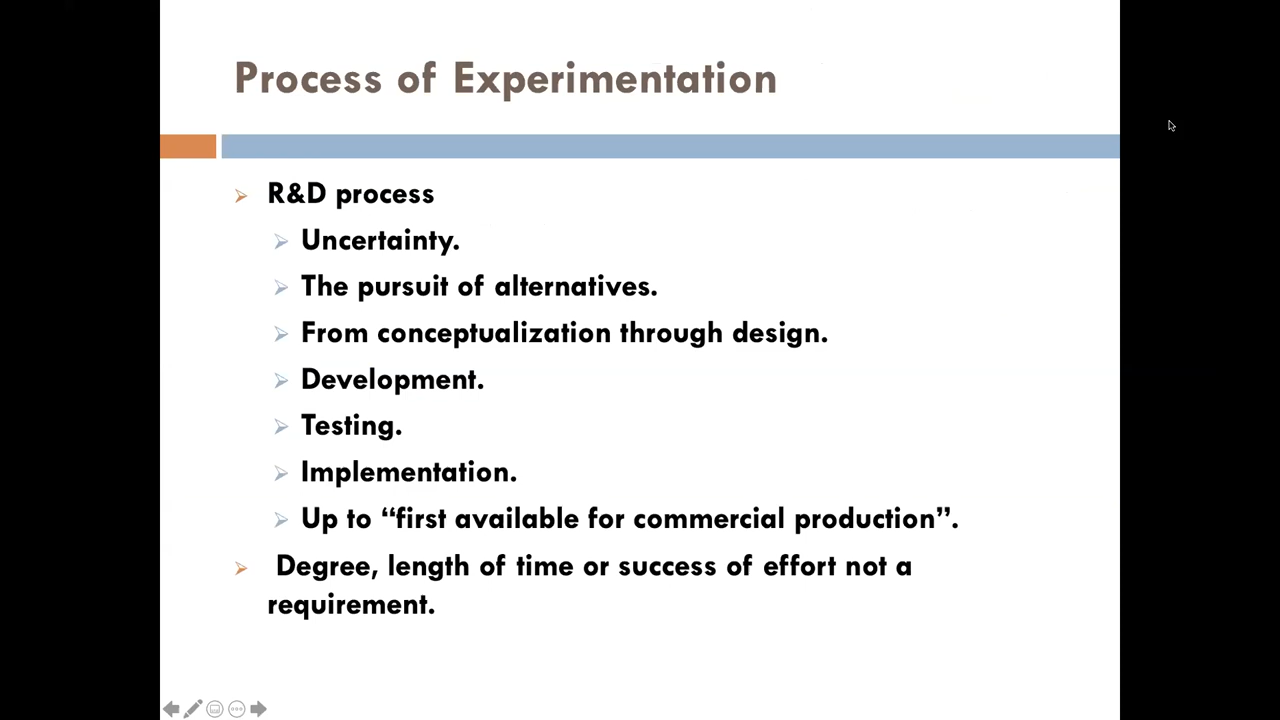 Process of Experimentation
R&D process
Uncertainty.
The pursuit of alternatives.
From conceptualization through design.
Development.
Testing.
Implementation.
Up to “first available for commercial production”.
Degree, length of time or success of effort not a
requirement.